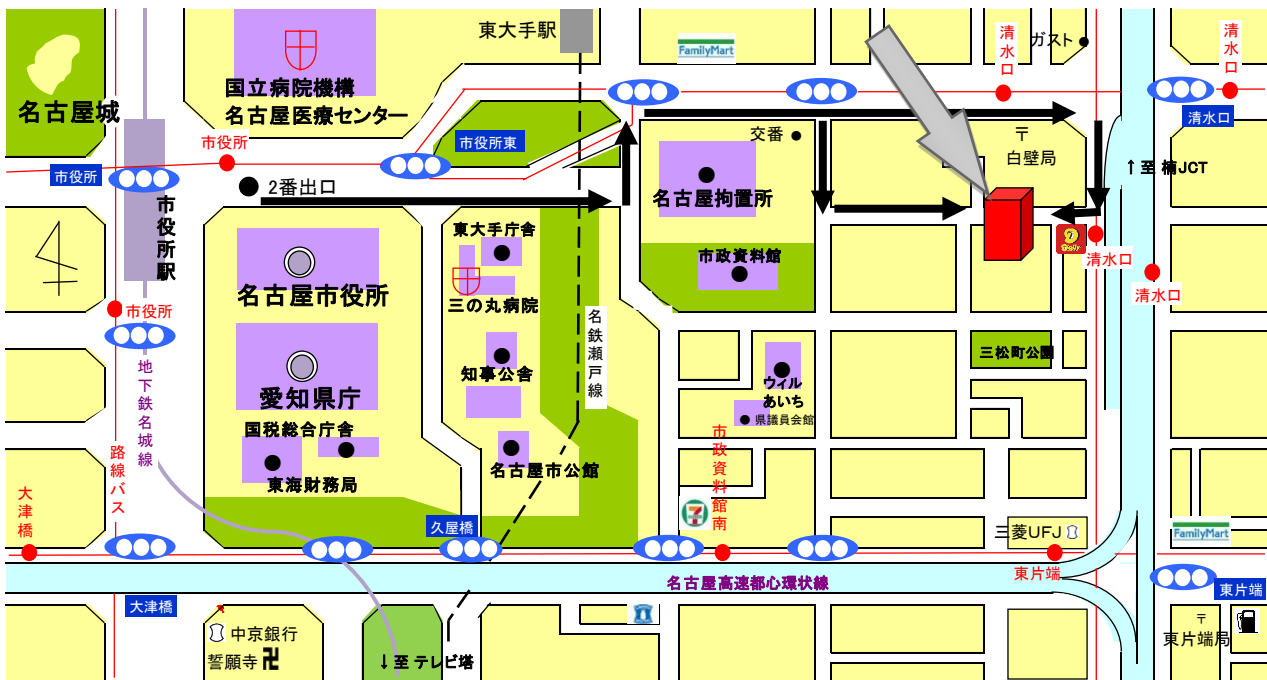 東大手駅
FamilyMart
清水口
ガスト
清水口
国立病院機構
名古屋医療センター
名古屋城
市役所
市役所東
交番
〒
白壁局
清水口
↑至 楠JCT
市役所
2番出口
名古屋拘置所
市役所駅
東大手庁舎
市政資料館
清水口
清水口
名古屋市役所
三の丸病院
市役所
名鉄瀬戸線
三松町公園
地下鉄名城線
知事公舎
ウィル
あいち
愛知県庁
県議員会館
国税総合庁舎
名古屋市公館
市政資料館南
路線バス
東海財務局
大津橋
久屋橋
三菱UFJ
FamilyMart
東片端
名古屋高速都心環状線
東片端
大津橋
中京銀行
誓願寺 卍
↓至 テレビ塔
〒
東片端局